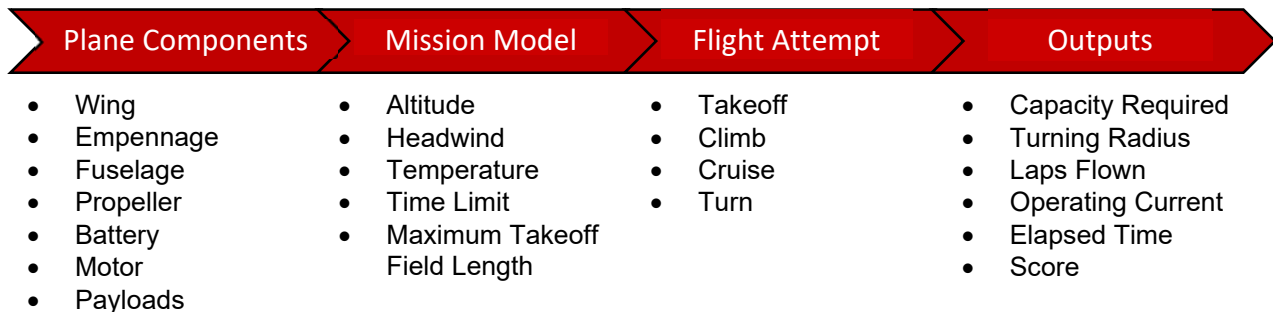 Plane Components
Mission Model
Flight Attempt
Outputs
• Wing
• Empennage
• Fuselage
• Propeller
• Battery
• Motor
• Payloads
• Altitude
• Headwind
• Temperature
• Time Limit
• Maximum Takeoff
Field Length
• Takeoff
• Climb
• Cruise
• Turn
• Capacity Required
• Turning Radius
• Laps Flown
• Operating Current
• Elapsed Time
• Score